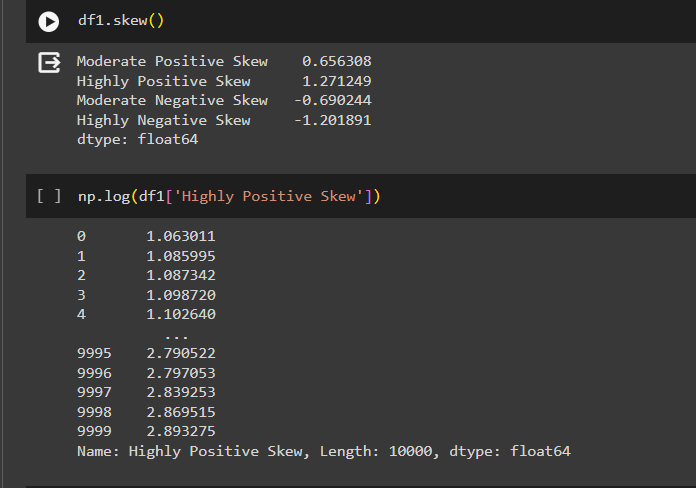 df1.skew()
Moderate Positive Skew    0.656308
Highly Positive Skew      1.271249
Moderate Negative Skew   -0.690244
Highly Negative Skew     -1.201891
dtype: float64
[ ] np.log(df1['Highly Positive Skew'])
0       1.063011
1       1.085995
2       1.087342
3       1.098720
4       1.102640
          ...
9995    2.790522
9996    2.797053
9997    2.839253
9998    2.869515
9999    2.893275
Name: Highly Positive Skew, Length: 10000, dtype: float64